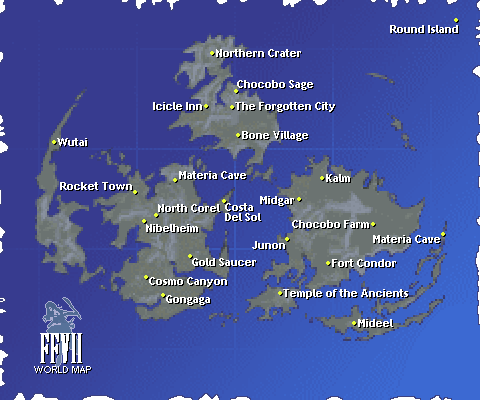 Round Island
Northern Crater
Chocobo Sage
Icicle Inn
The Forgotten City
Bone Village
Wutai
Materia Cave
Kalm
Rocket Town
Midgar
North Corel
Costa
Del Sol
Nibelheim
Chocobo Farm
Junon
Materia Cave
Gold Saucer
Fort Condor
Cosmo Canyon
Gongaga
Temple of the Ancients
Mideel
FFVII
WORLD MAP